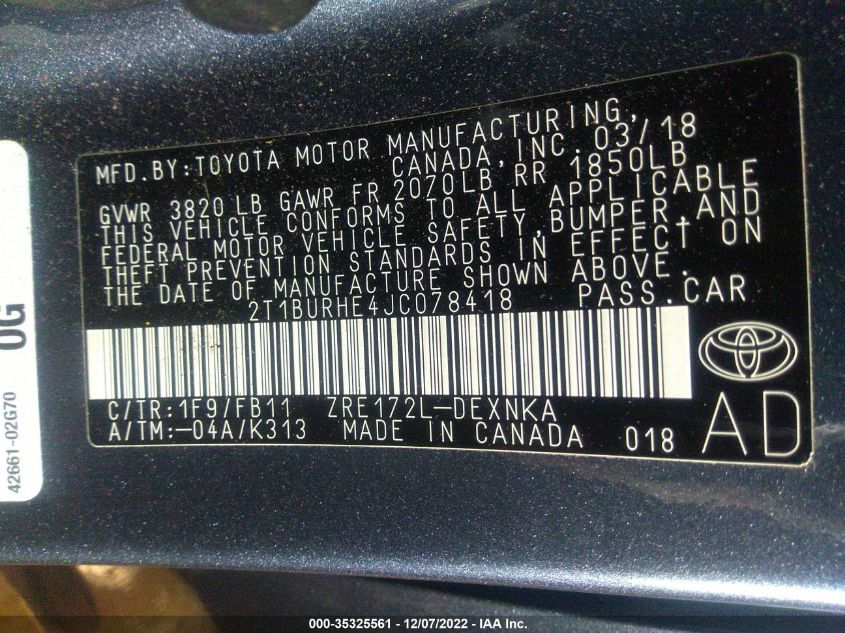 MFD.BY:TOYOTA MOTOR MANUFACTURING,
CANADA, INC. 03/18
GVWR 3820 LB GAWR FR 2070LB RR 1850LB
THIS VEHICLE CONFORMS TO ALL APPLICABLE
FEDERAL MOTOR VEHICLE SAFETY,BUMPER,AND
THEFT PREVENTION STANDARDS IN EFFECT ON
THE DATE OF MANUFACTURE SHOWN ABOVE.
2T1BURHE4JC078418 PASS.CAR
C/TR:1F9/FB11 ZRE172L-DEXNKA
A/TM:-04A/K313 MADE IN CANADA 018
AD
0G
42661-02G70
000-35325561 - 12/07/2022 - IAA Inc.